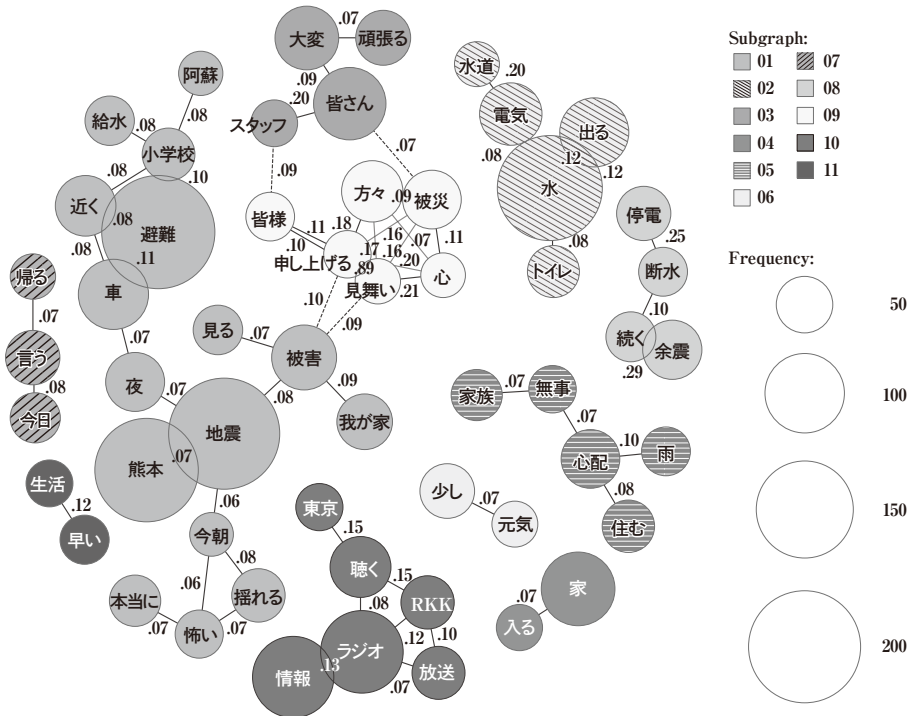 大変
.07
頑張る
.09
皆さん
.20
スタッフ
.07
.09
阿蘇
.08
給水
.08
小学校
.08
.10
近く
.08
避難
.08
.11
車
.07
夜
.07
帰る
.07
言う
.08
今日
方々
.09
被災
皆様
.11
.10
.18
.16
.17
.16
.07
.11
申し上げる
.89
.20
見舞い
.21
心
.10
.09
見る
.07
被害
.09
.08
我が家
地震
熊本
.07
.06
今朝
.08
.06
揺れる
本当に
.07
怖い
.07
生活
.12
早い
水道
.20
電気
.08
出る
.12
.12
水
.08
トイレ
停電
.25
断水
.10
続く
余震
.29
家族
.07
無事
.07
心配
.10
雨
.08
住む
少し
.07
元気
東京
.15
聴く
.15
RKK
.08
.12
.10
ラジオ
.13
情報
.07
放送
家
.07
入る
Subgraph:
01
02
03
04
05
06
07
08
09
10
11
Frequency:
50
100
150
200